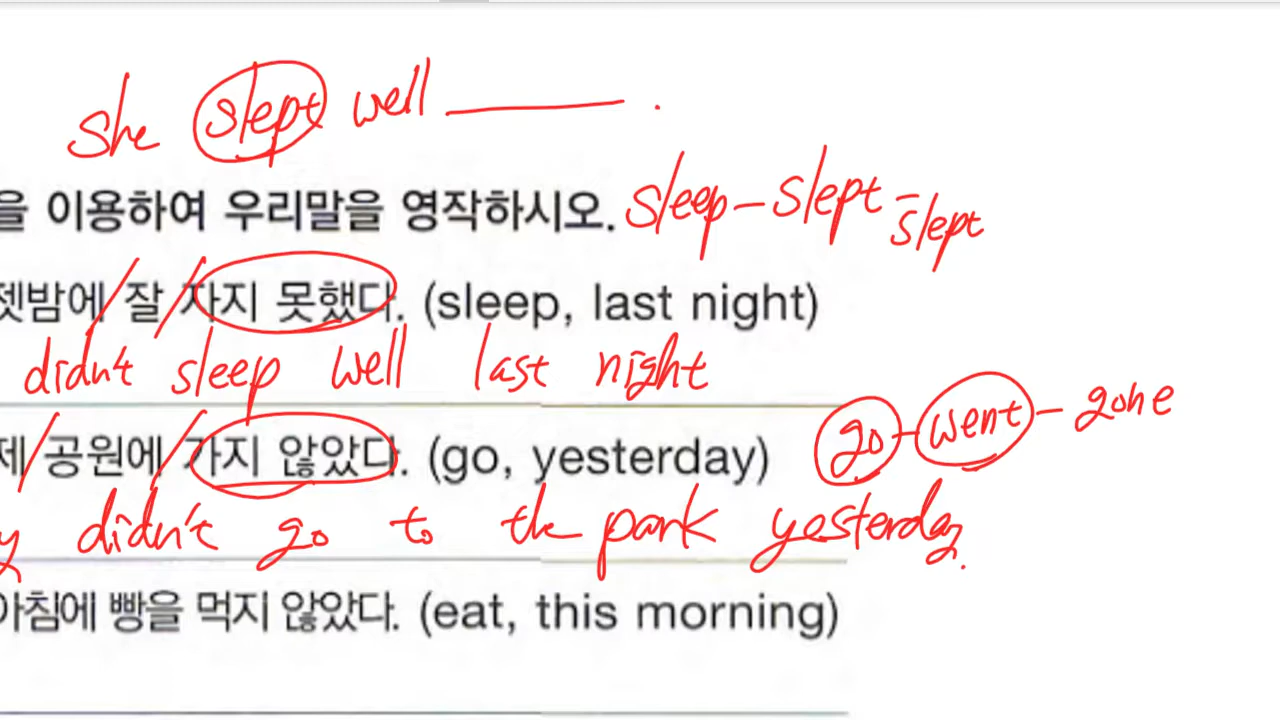 She slept well ______.
을 이용하여 우리말을 영작하시오. sleep - slept - slept
젯밤에 / 잘 / 자지 못했다. (sleep, last night)
didn't sleep well last night
제 / 공원에 / 가지 않았다. (go, yesterday) go - went - gone
y didn't go to the park yesterday.
아침에 빵을 먹지 않았다. (eat, this morning)